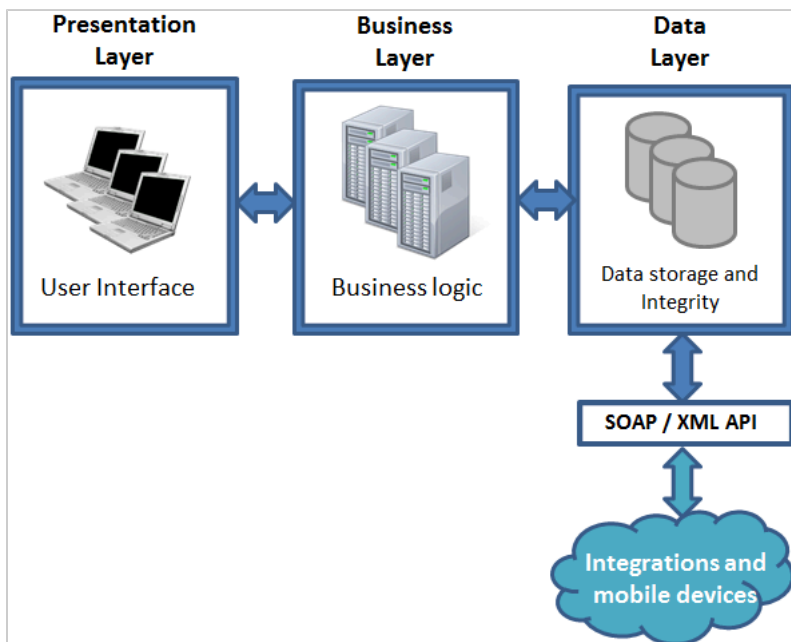 Presentation
Layer
Business
Layer
Data
Layer
User Interface
Business logic
Data storage and
Integrity
SOAP / XML API
Integrations and
mobile devices